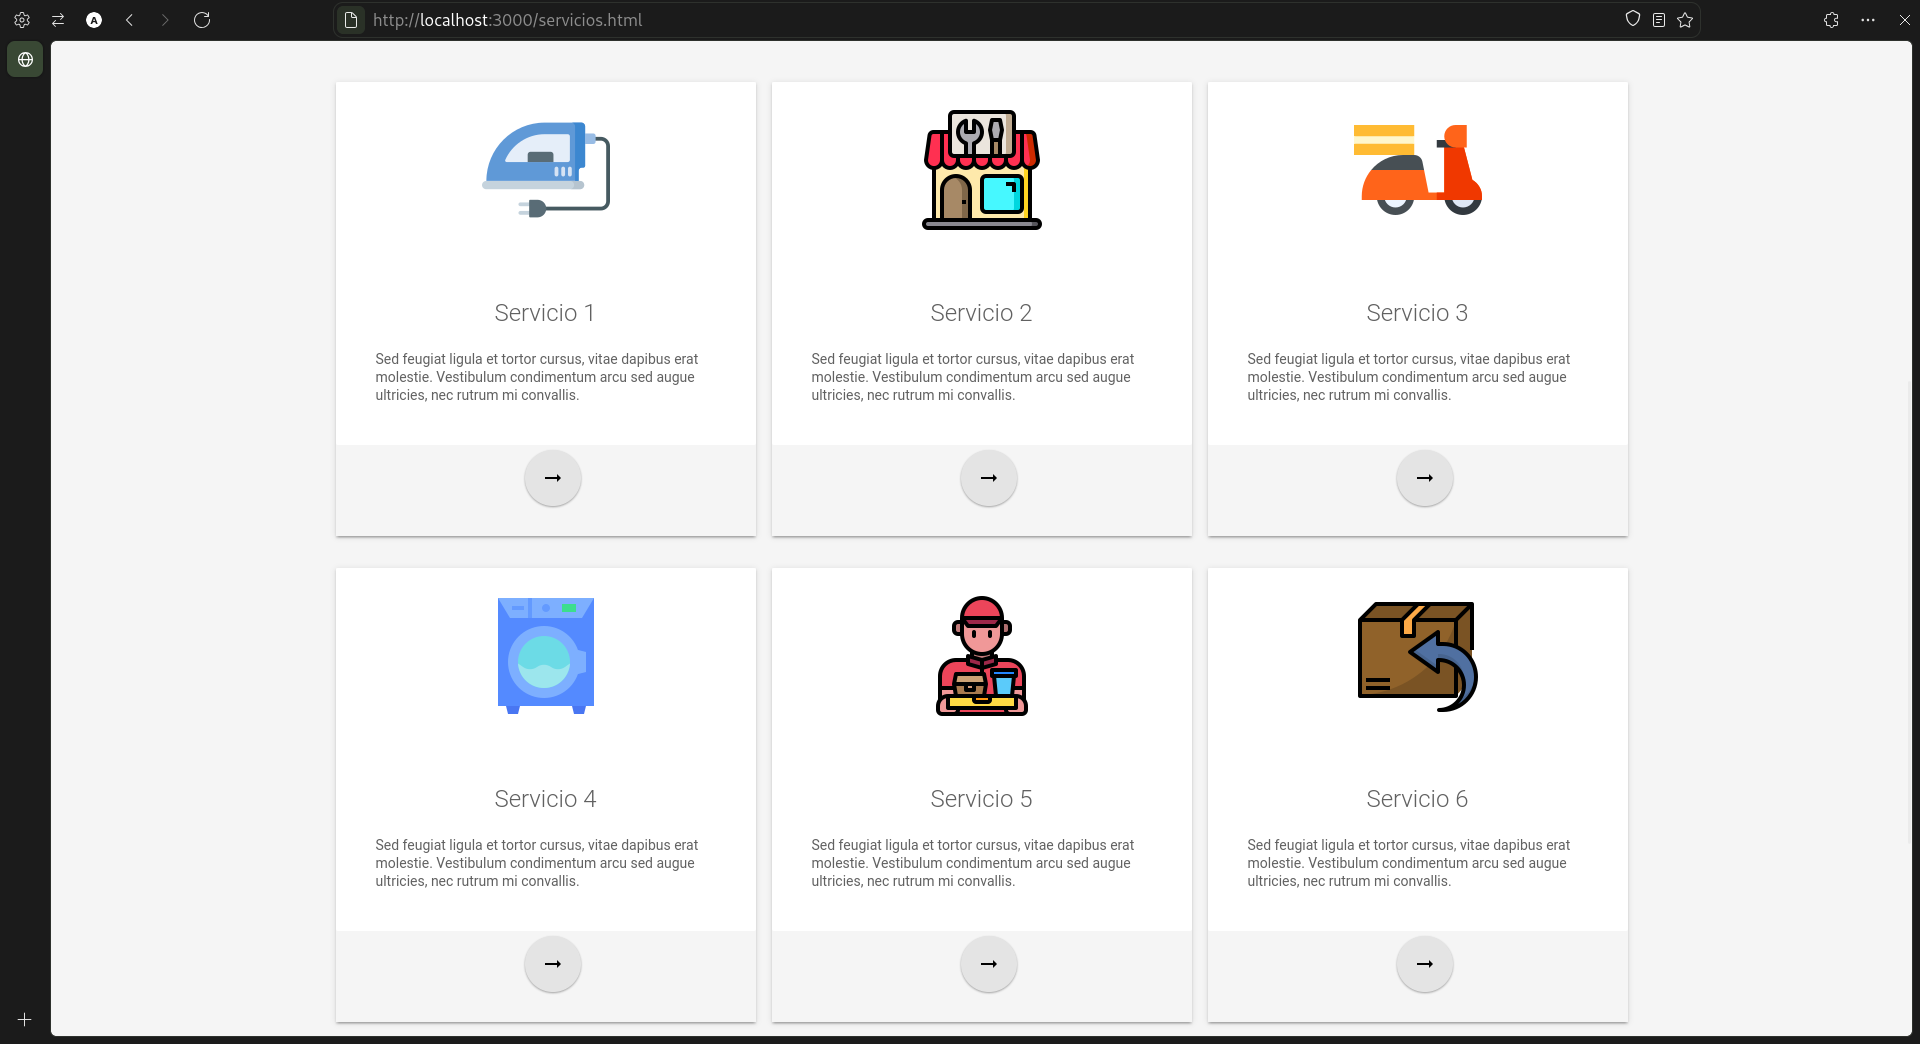 A
http://localhost:3000/servicios.html
Servicio 1
Sed feugiat ligula et tortor cursus, vitae dapibus erat
molestie. Vestibulum condimentum arcu sed augue
ultricies, nec rutrum mi convallis.
Servicio 2
Sed feugiat ligula et tortor cursus, vitae dapibus erat
molestie. Vestibulum condimentum arcu sed augue
ultricies, nec rutrum mi convallis.
Servicio 3
Sed feugiat ligula et tortor cursus, vitae dapibus erat
molestie. Vestibulum condimentum arcu sed augue
ultricies, nec rutrum mi convallis.
Servicio 4
Sed feugiat ligula et tortor cursus, vitae dapibus erat
molestie. Vestibulum condimentum arcu sed augue
ultricies, nec rutrum mi convallis.
Servicio 5
Sed feugiat ligula et tortor cursus, vitae dapibus erat
molestie. Vestibulum condimentum arcu sed augue
ultricies, nec rutrum mi convallis.
Servicio 6
Sed feugiat ligula et tortor cursus, vitae dapibus erat
molestie. Vestibulum condimentum arcu sed augue
ultricies, nec rutrum mi convallis.